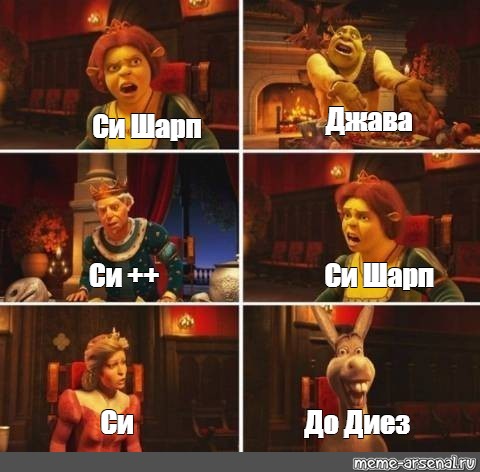 Си Шарп
Джава
Си ++
Си Шарп
Си
До Диез
meme-arsenal.ru